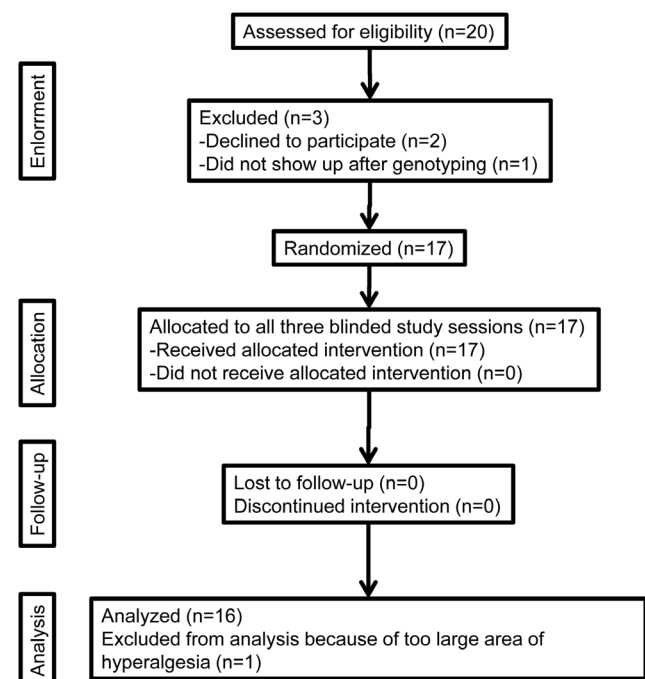 Assessed for eligibility (n=20)
Enlorrment
Excluded (n=3)
-Declined to participate (n=2)
-Did not show up after genotyping (n=1)
Randomized (n=17)
Allocation
Allocated to all three blinded study sessions (n=17)
-Received allocated intervention (n=17)
-Did not receive allocated intervention (n=0)
Follow-up
Lost to follow-up (n=0)
Discontinued intervention (n=0)
Analysis
Analyzed (n=16)
Excluded from analysis because of too large area of
hyperalgesia (n=1)